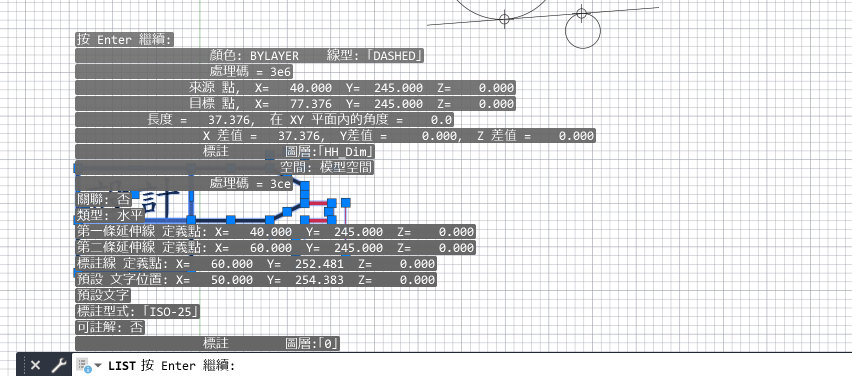 按 Enter 繼續:
顏色: BYLAYER 線型:「DASHED」
處理碼 = 3e6
來源 點, X= 40.000 Y= 245.000 Z= 0.000
目標 點, X= 77.376 Y= 245.000 Z= 0.000
長度 = 37.376, 在 XY 平面內的角度 = 0.0
X 差值 = 37.376, Y差值 = 0.000, Z 差值 = 0.000
標註 圖層:「HH_Dim」
空間: 模型空間
處理碼 = 3ce
計
關聯: 否
類型: 水平
第一條延伸線 定義點: X= 40.000 Y= 245.000 Z= 0.000
第二條延伸線 定義點: X= 60.000 Y= 245.000 Z= 0.000
標註線 定義點: X= 60.000 Y= 252.481 Z= 0.000
預設 文字位置: X= 50.000 Y= 254.383 Z= 0.000
預設文字
標註型式:「ISO-25」
可註解: 否
標註 圖層:「0」
LIST 按 Enter 繼續: